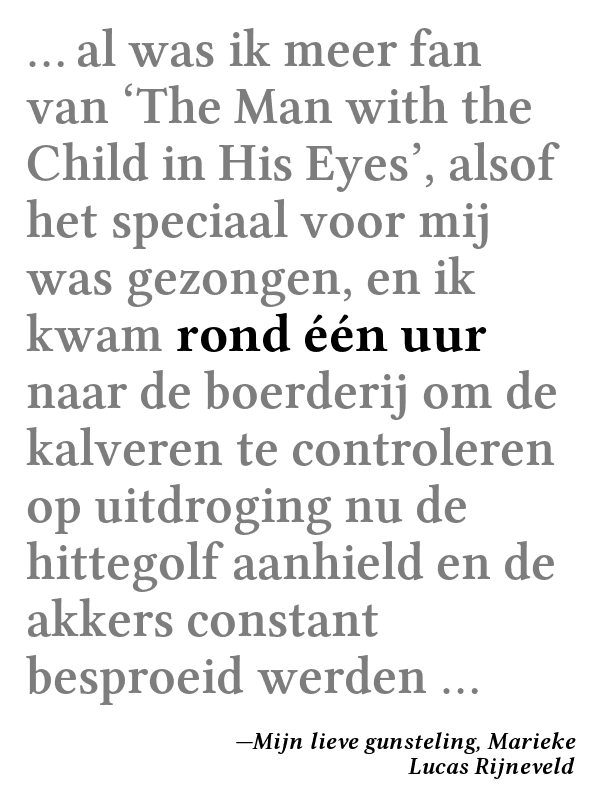 … al was ik meer fan
van ‘The Man with the
Child in His Eyes’, alsof
het speciaal voor mij
was gezongen, en ik
kwam rond één uur
naar de boerderij om de
kalveren te controleren
op uitdroging nu de
hittegolf aanhield en de
akkers constant
besproeid werden …
—Mijn lieve gunsteling, Marieke
Lucas Rijneveld